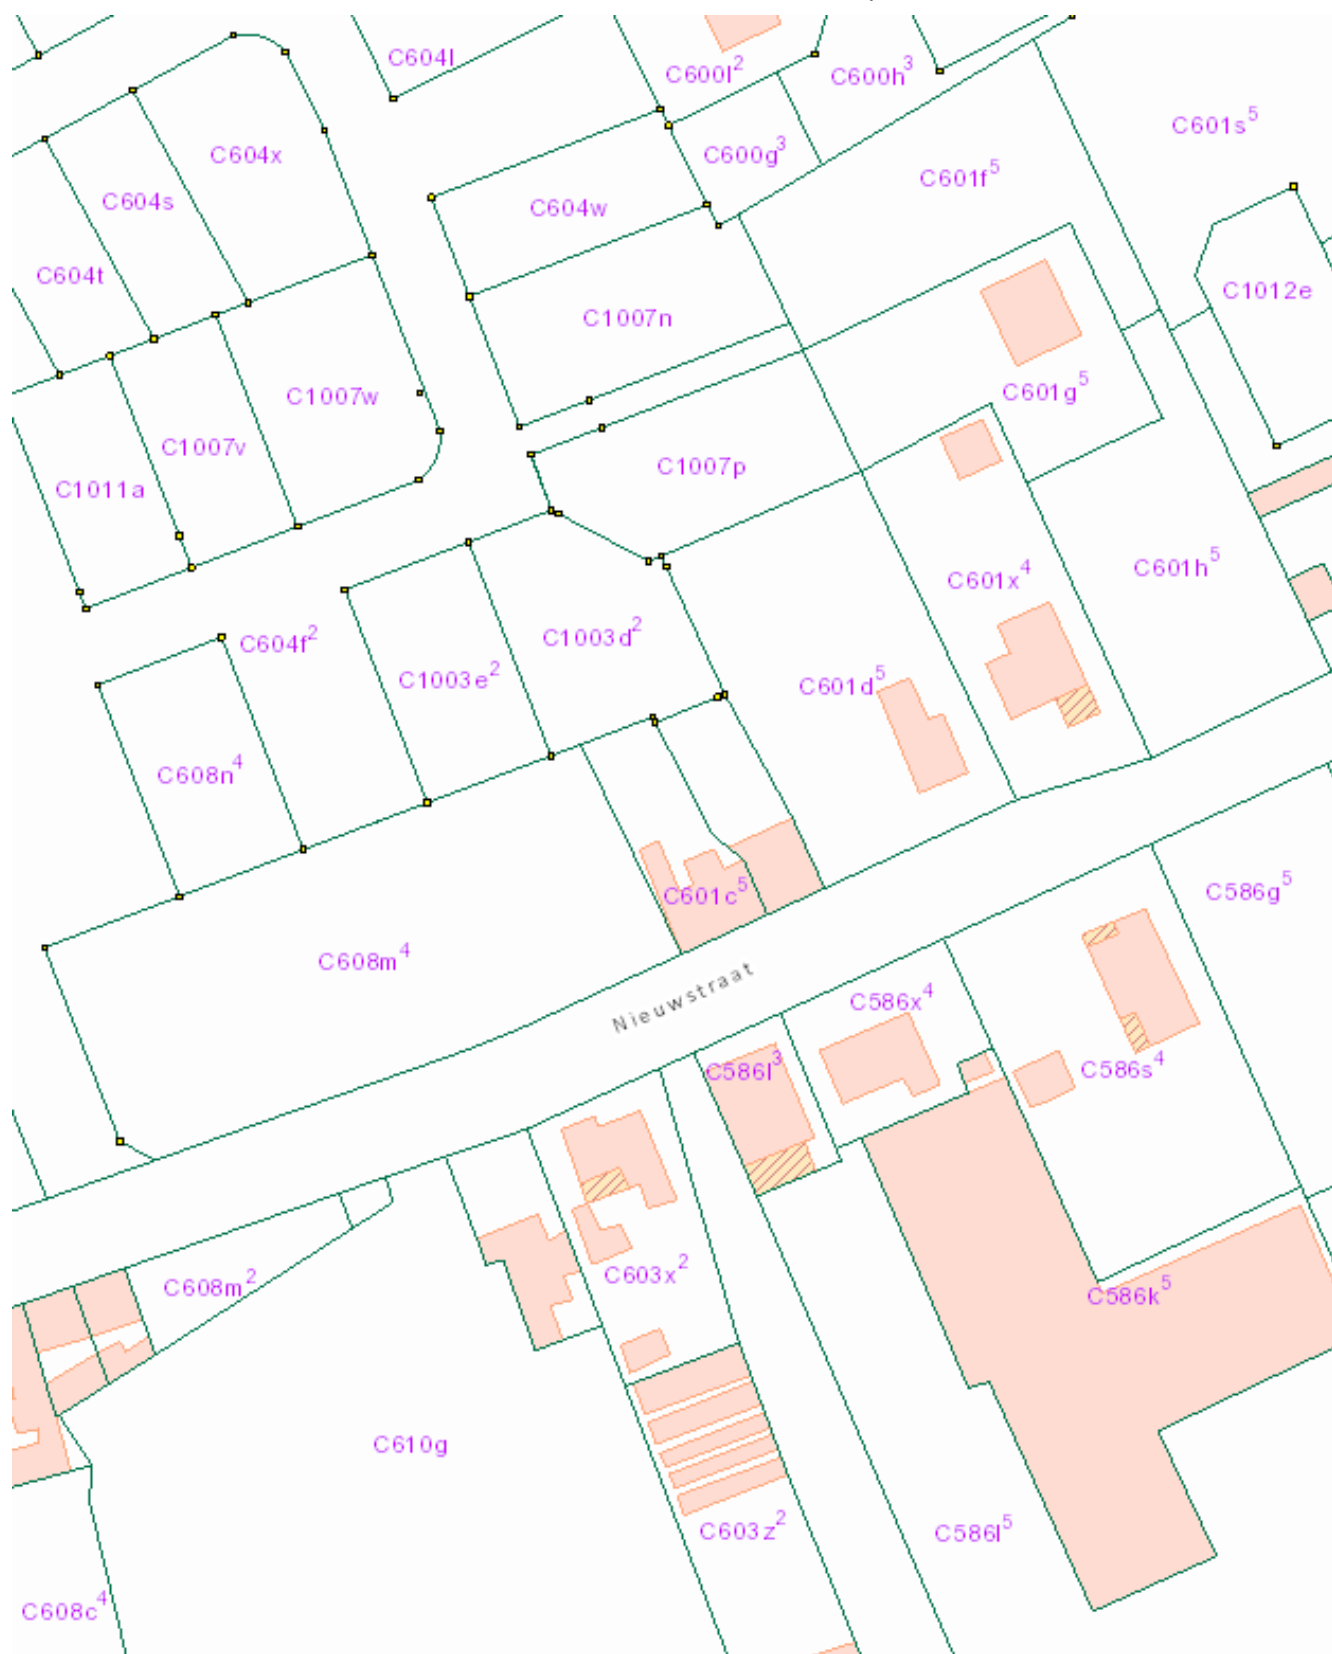 C604l
C600l²
C600h³
C601s⁵
C604x
C600g³
C601f⁵
C604s
C604w
C604t
C1012e
C1007n
C1007w
C601g⁵
C1007v
C1007p
C1011a
C601x⁴
C601h⁵
C604f²
C1003d²
C1003e²
C601d⁵
C608n⁴
C601c⁵
C586g⁵
C608m⁴
Nieuwstraat
C586x⁴
C586l³
C586s⁴
C603x²
C608m²
C586k⁵
C610g
C603z²
C586l⁵
C608c⁴